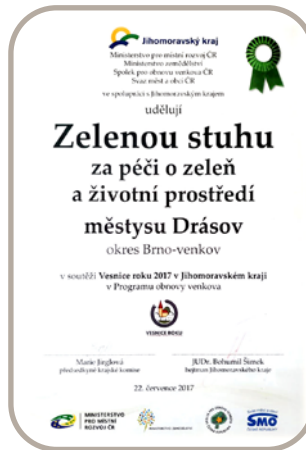 Jihomoravský kraj
Ministerstvo pro místní rozvoj ČR
Ministerstvo zemědělství
Spolek pro obnovu venkova ČR
Svaz měst a obcí ČR
ve spolupráci s Jihomoravským krajem
udělují
Zelenou stuhu
za péči o zeleň
a životní prostředí
městysu Drásov
okres Brno-venkov
v soutěži Vesnice roku 2017 v Jihomoravském kraji
v Programu obnovy venkova
VESNICE ROKU
Marie Jírglová
předsedkyně krajské komise
JUDr. Bohumil Šimek
hejtman Jihomoravského kraje
22. července 2017
MINISTERSTVO
PRO MÍSTNÍ
ROZVOJ ČR
SMO